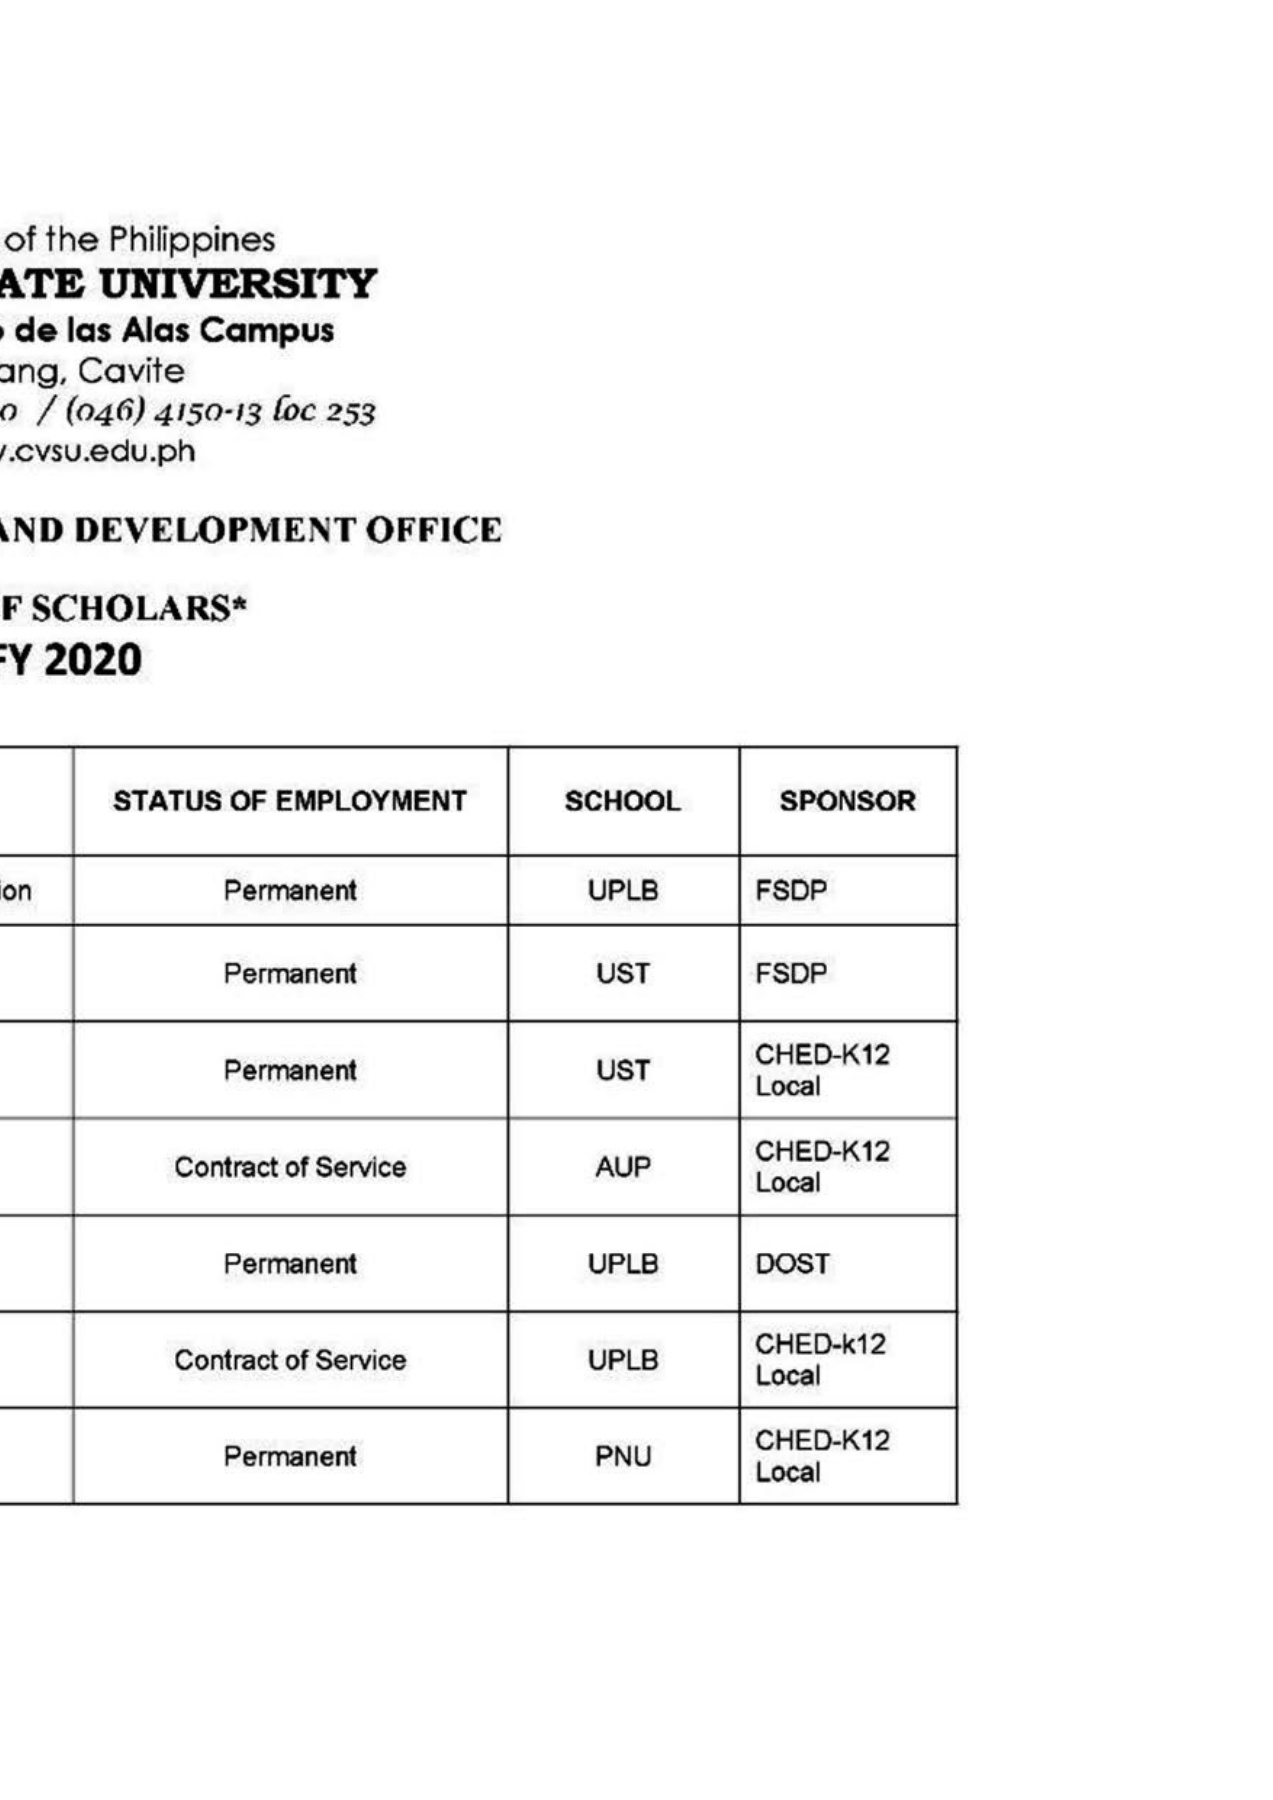 of the Philippines
ATE UNIVERSITY
de las Alas Campus
ang, Cavite
0 / (046) 4150-13 loc 253
.cvsu.edu.ph
AND DEVELOPMENT OFFICE
F SCHOLARS*
FY 2020
STATUS OF EMPLOYMENT SCHOOL SPONSOR
ion Permanent UPLB FSDP
Permanent UST FSDP
Permanent UST CHED-K12
Local
Contract of Service AUP CHED-K12
Local
Permanent UPLB DOST
Contract of Service UPLB CHED-k12
Local
Permanent PNU CHED-K12
Local